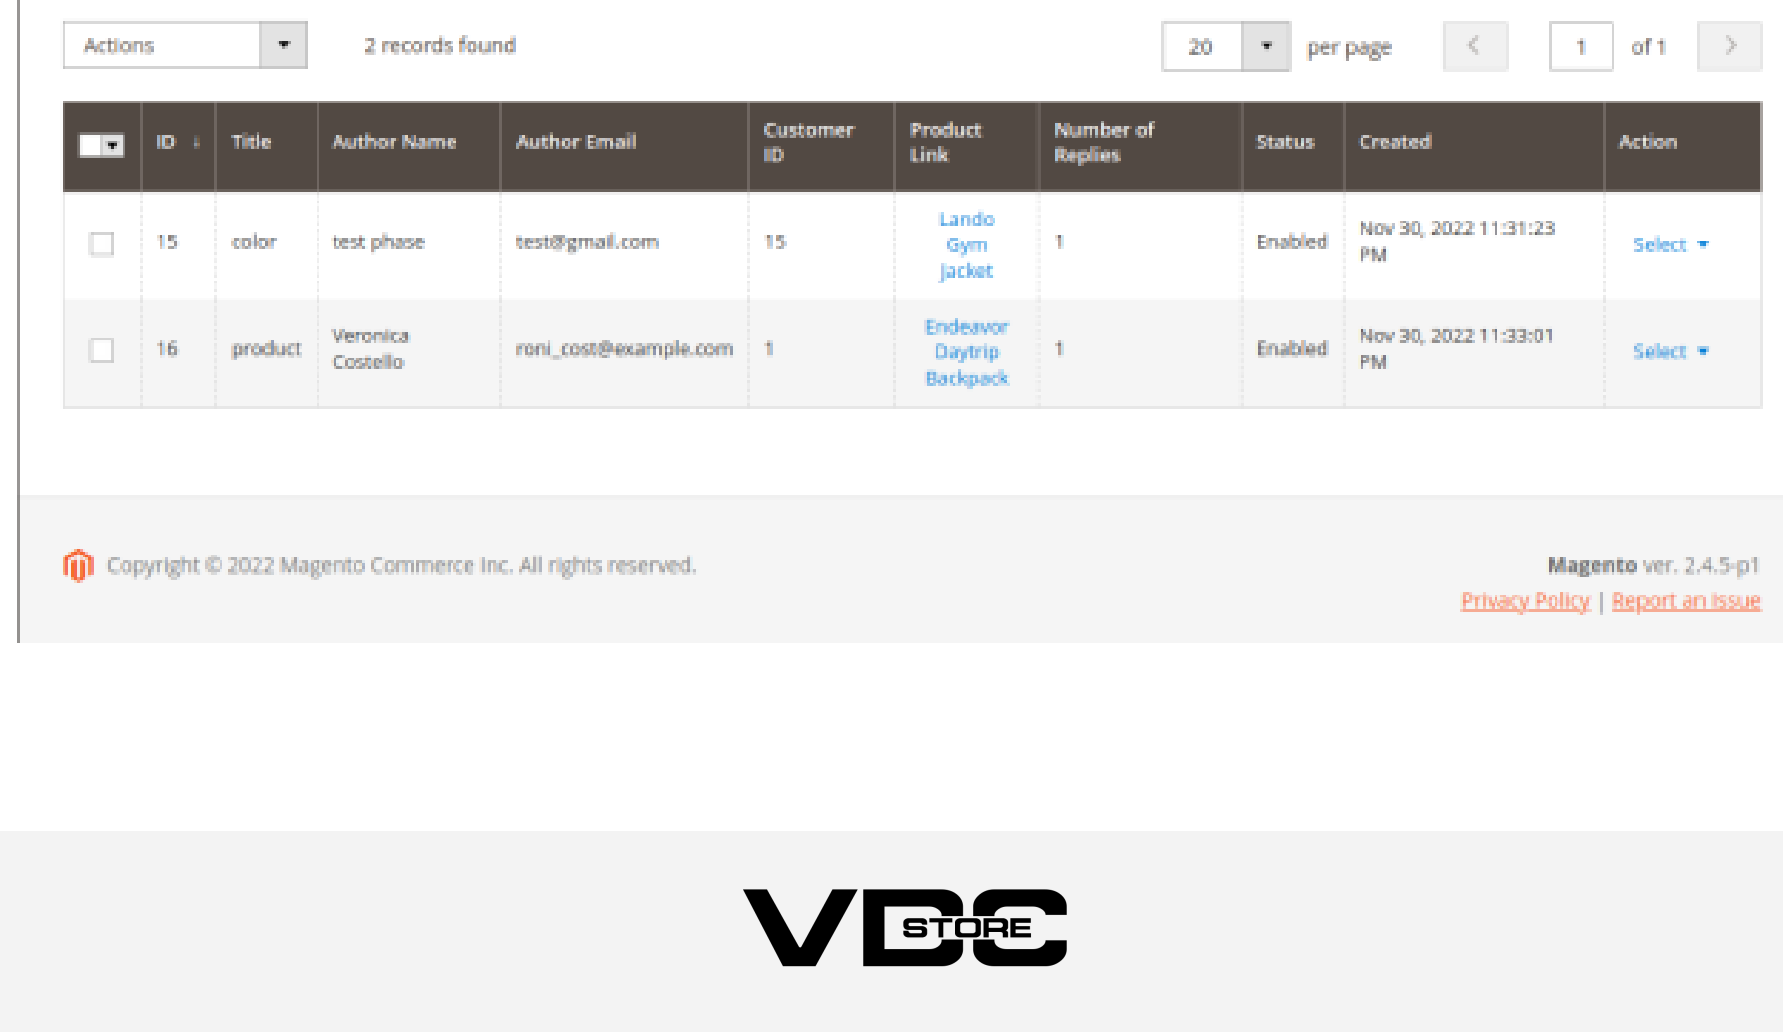 Actions 2 records found 20 per page 1 of 1
ID Title Author Name Author Email Customer ID Product Link Number of Replies Status Created Action
15 color test phase test@gmail.com 15 Lando Gym Jacket 1 Enabled Nov 30, 2022 11:31:23 PM Select
16 product Veronica Costello roni_cost@example.com 1 Endeavor Daytrip Backpack 1 Enabled Nov 30, 2022 11:33:01 PM Select
Copyright © 2022 Magento Commerce Inc. All rights reserved. Magento ver. 2.4.5-p1
Privacy Policy | Report an Issue
VDC STORE